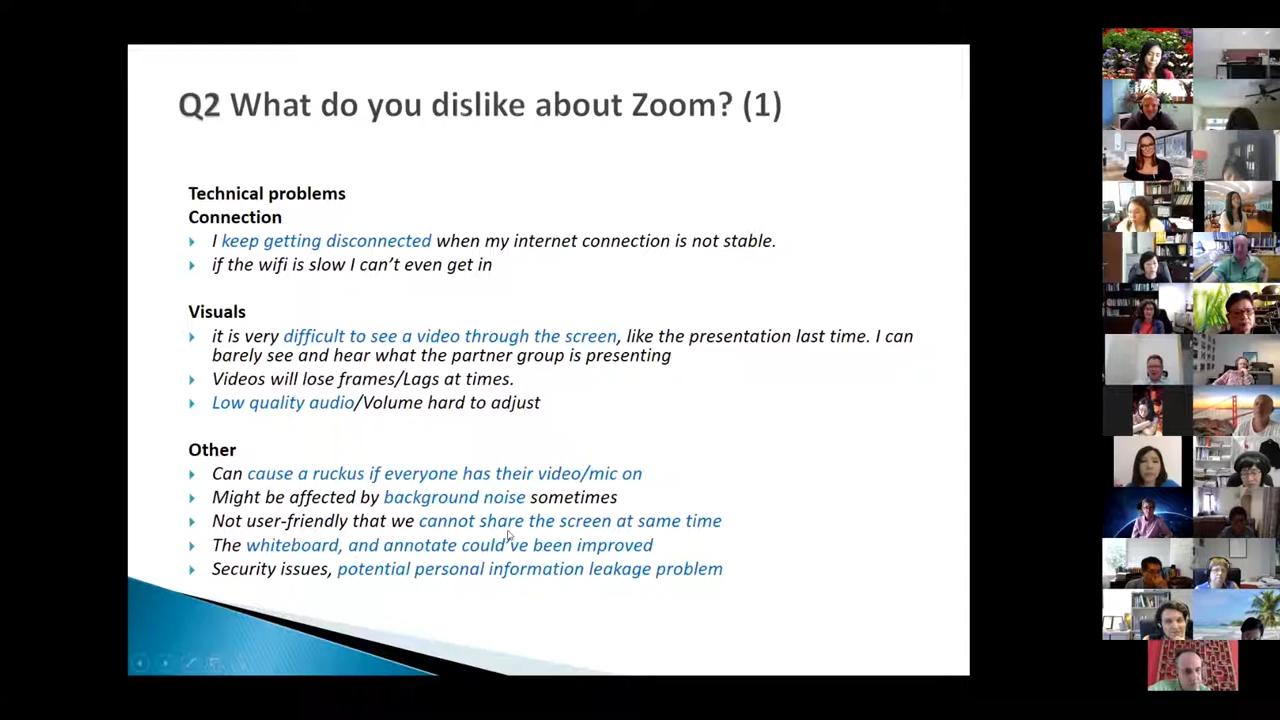 Q2 What do you dislike about Zoom? (1)
Technical problems
Connection
I keep getting disconnected when my internet connection is not stable.
if the wifi is slow I can't even get in
Visuals
it is very difficult to see a video through the screen, like the presentation last time. I can
barely see and hear what the partner group is presenting
Videos will lose frames/Lags at times.
Low quality audio/Volume hard to adjust
Other
Can cause a ruckus if everyone has their video/mic on
Might be affected by background noise sometimes
Not user-friendly that we cannot share the screen at same time
The whiteboard, and annotate could've been improved
Security issues, potential personal information leakage problem